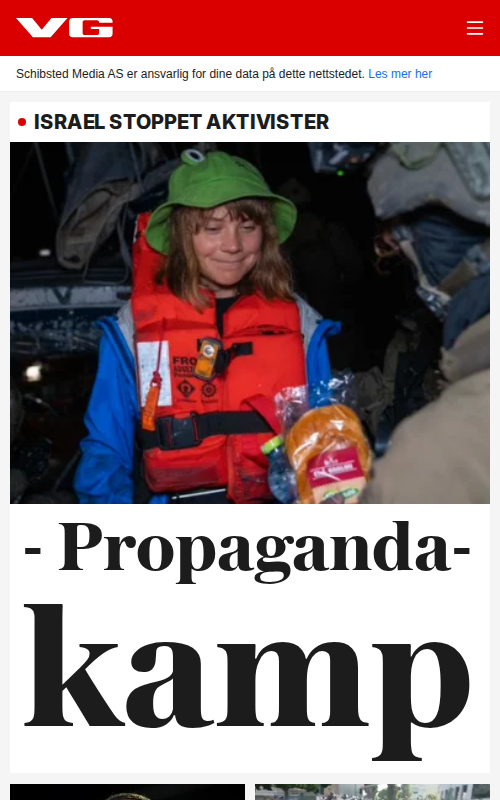 VG
Schibsted Media AS er ansvarlig for dine data på dette nettstedet. Les mer her
ISRAEL STOPPET AKTIVISTER
- Propaganda-
kamp